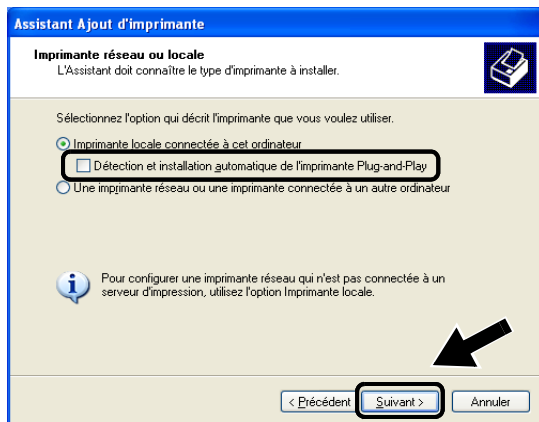 Assistant Ajout d'imprimante
Imprimante réseau ou locale
L'Assistant doit connaître le type d'imprimante à installer.
Sélectionnez l'option qui décrit l'imprimante que vous voulez utiliser.
Imprimante locale connectée à cet ordinateur
Détection et installation automatique de l'imprimante Plug-and-Play
Une imprimante réseau ou une imprimante connectée à un autre ordinateur
Pour configurer une imprimante réseau qui n'est pas connectée à un
serveur d'impression, utilisez l'option Imprimante locale.
< Précédent
Suivant >
Annuler